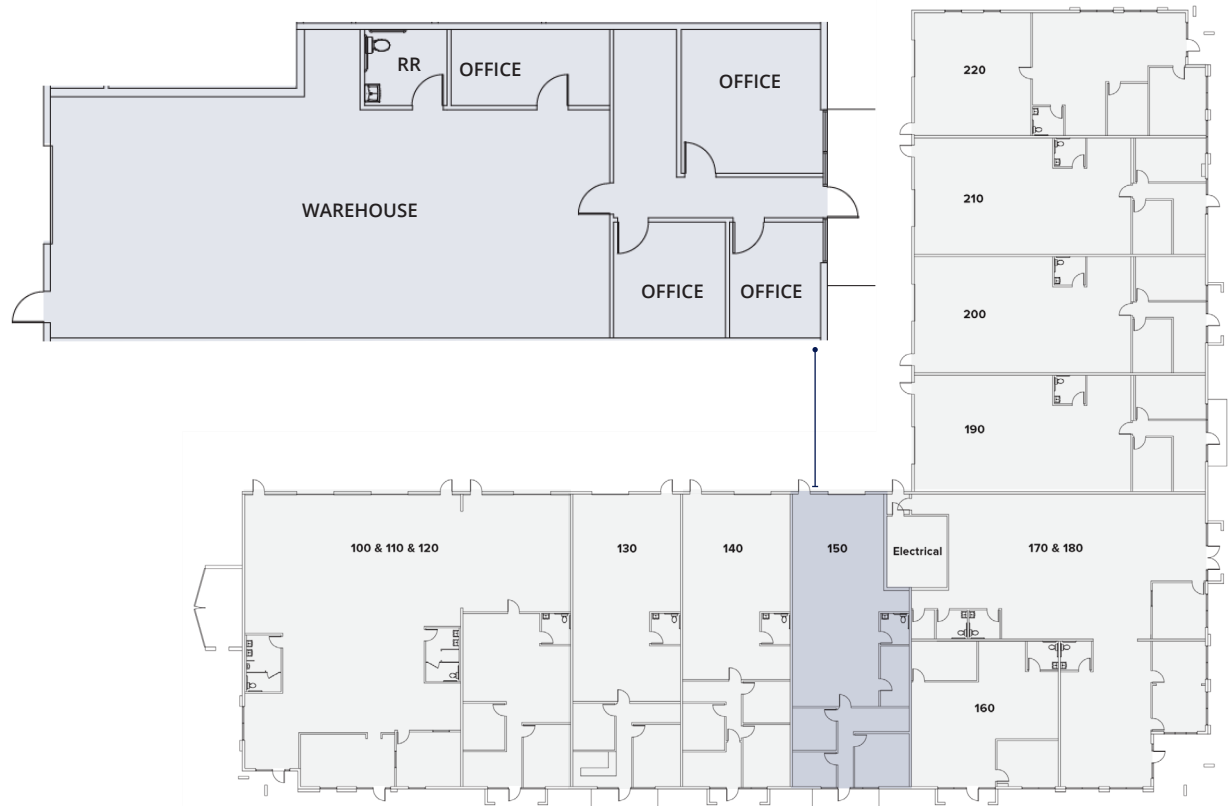 RR
OFFICE
OFFICE
WAREHOUSE
OFFICE
OFFICE
220
210
200
190
100 & 110 & 120
130
140
150
Electrical
170 & 180
160